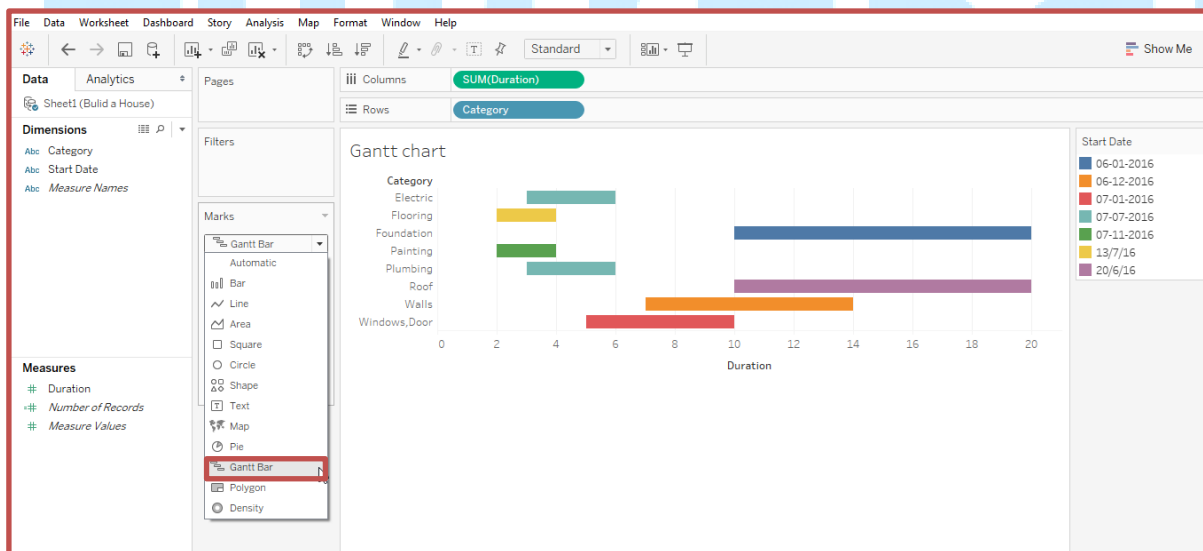 File Data Worksheet Dashboard Story Analysis Map Format Window Help
Standard
Show Me
Data Analytics
Sheet1 (Bulid a House)
Dimensions
Abc Category
Abc Start Date
Abc Measure Names
Measures
# Duration
=# Number of Records
# Measure Values
Pages
Filters
Marks
Gantt Bar
Automatic
Bar
Line
Area
Square
Circle
Shape
Text
Map
Pie
Gantt Bar
Polygon
Density
Columns SUM(Duration)
Rows Category
Gantt chart
Category
Electric
Flooring
Foundation
Painting
Plumbing
Roof
Walls
Windows,Door
0 2 4 6 8 10 12 14 16 18 20
Duration
Start Date
06-01-2016
06-12-2016
07-01-2016
07-07-2016
07-11-2016
13/7/16
20/6/16